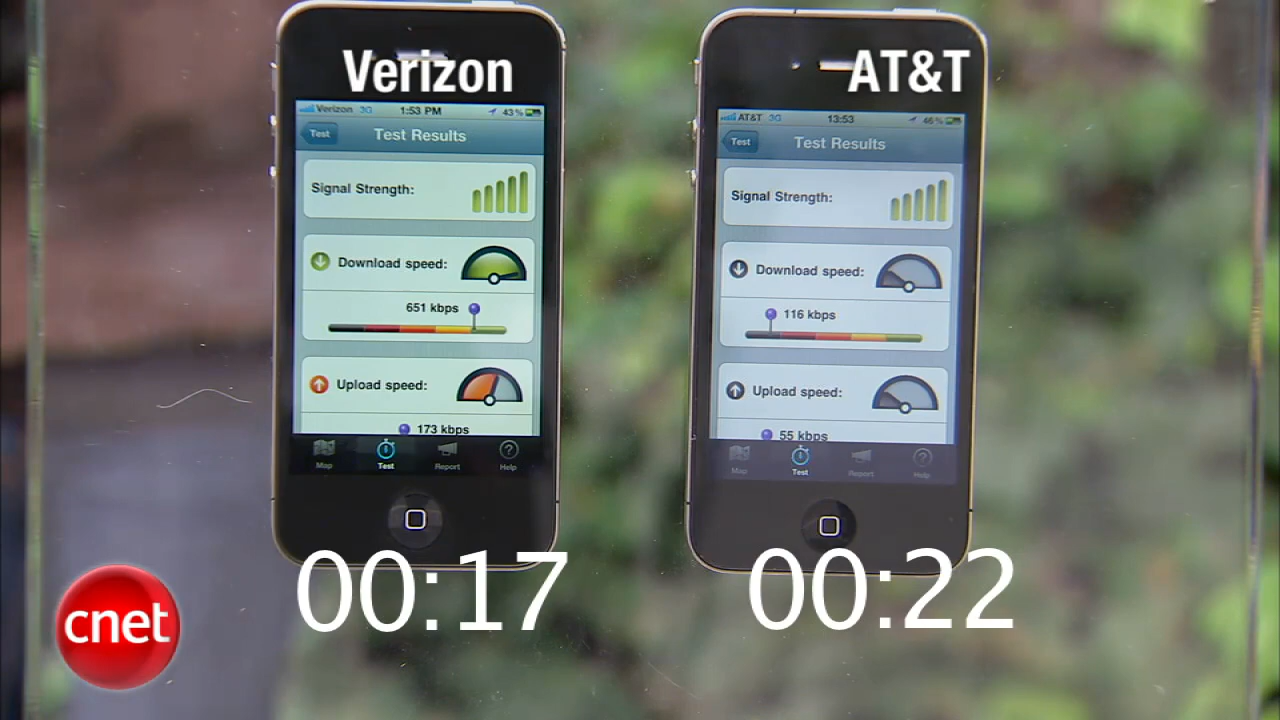 Verizon
Verizon 3G 1:53 PM 43%
Test Test Results
Signal Strength:
Download speed:
651 kbps
Upload speed:
173 kbps
Map Test Report Help
00:17
AT&T
AT&T 3G 13:53 46%
Test Test Results
Signal Strength:
Download speed:
116 kbps
Upload speed:
55 kbps
Map Test Report Help
00:22
cnet